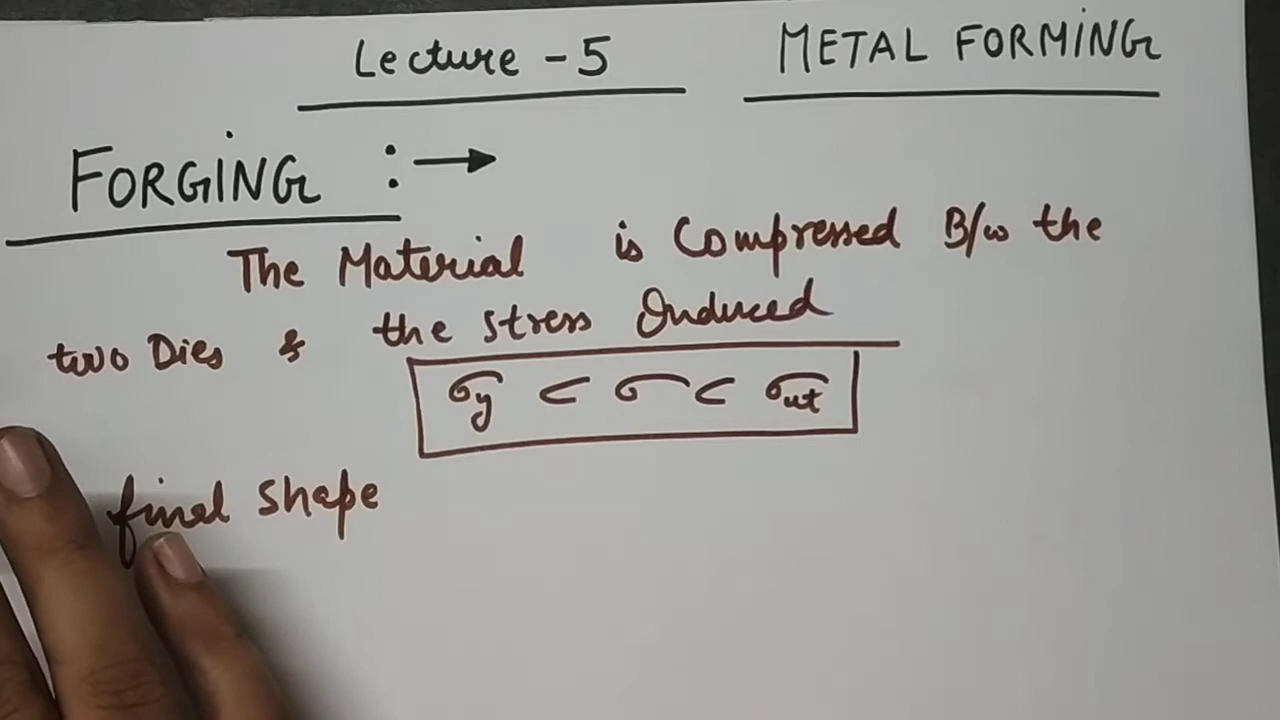 Lecture - 5 METAL FORMING
FORGING : →
The Material is Compressed B/w the
two Dies & the stress Induced
σy < σ < σut
final shape